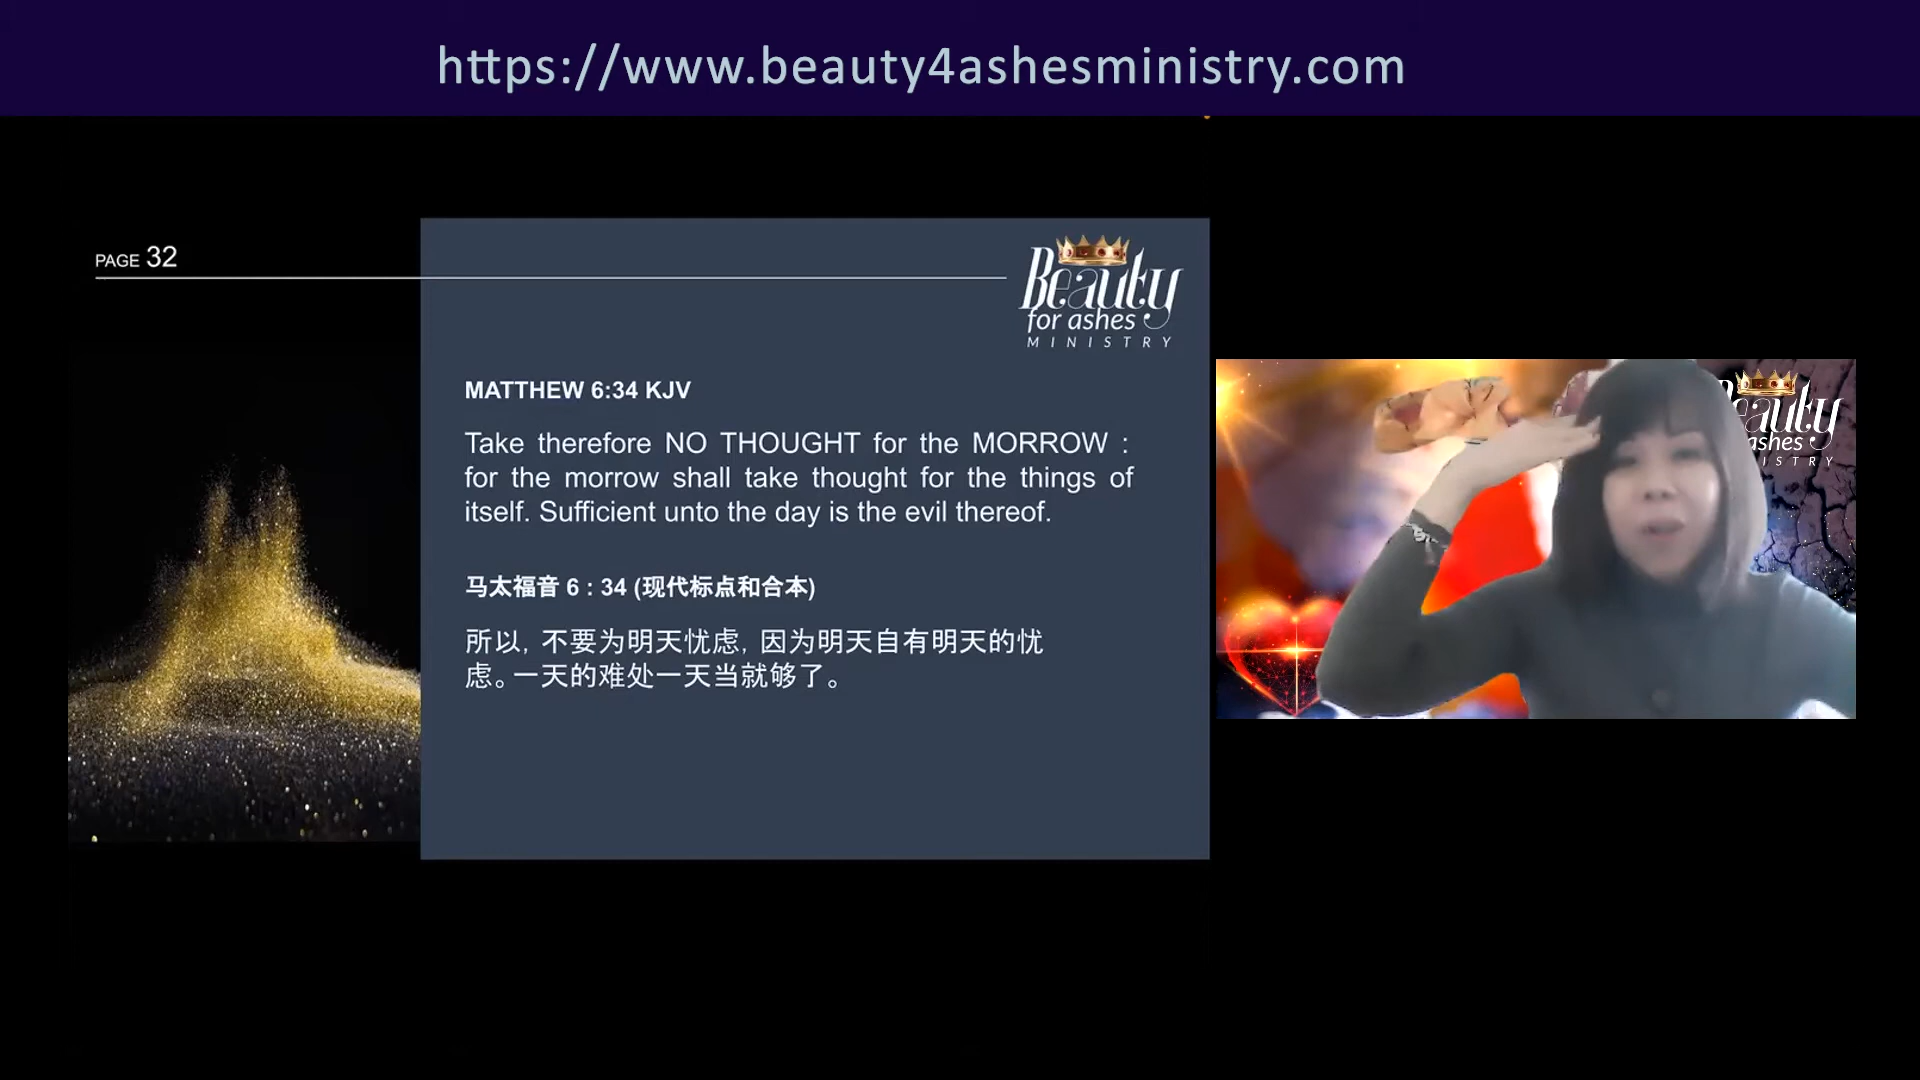 https://www.beauty4ashesministry.com
PAGE 32
Beauty
for ashes
MINISTRY
MATTHEW 6:34 KJV
Take therefore NO THOUGHT for the MORROW :
for the morrow shall take thought for the things of
itself. Sufficient unto the day is the evil thereof.
马太福音 6 : 34 (现代标点和合本)
所以, 不要为明天忧虑, 因为明天自有明天的忧
虑。一天的难处一天当就够了。
eauty
ashes
ISTRY